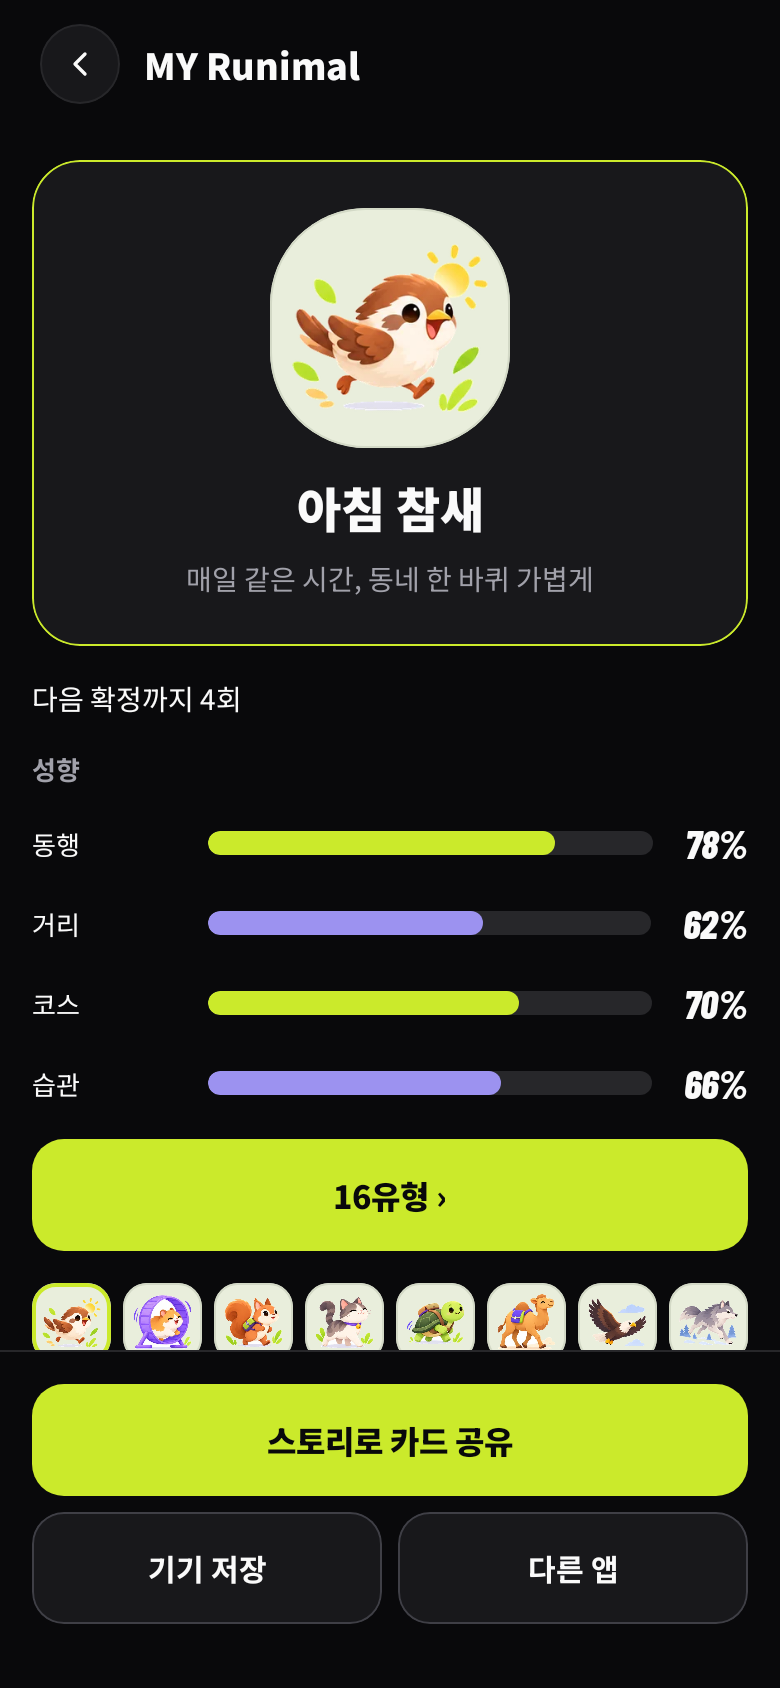 MY Runimal
아침 참새
매일 같은 시간, 동네 한 바퀴 가볍게
다음 확정까지 4회
성향
동행 78%
거리 62%
코스 70%
습관 66%
16유형 ›
스토리로 카드 공유
기기 저장
다른 앱